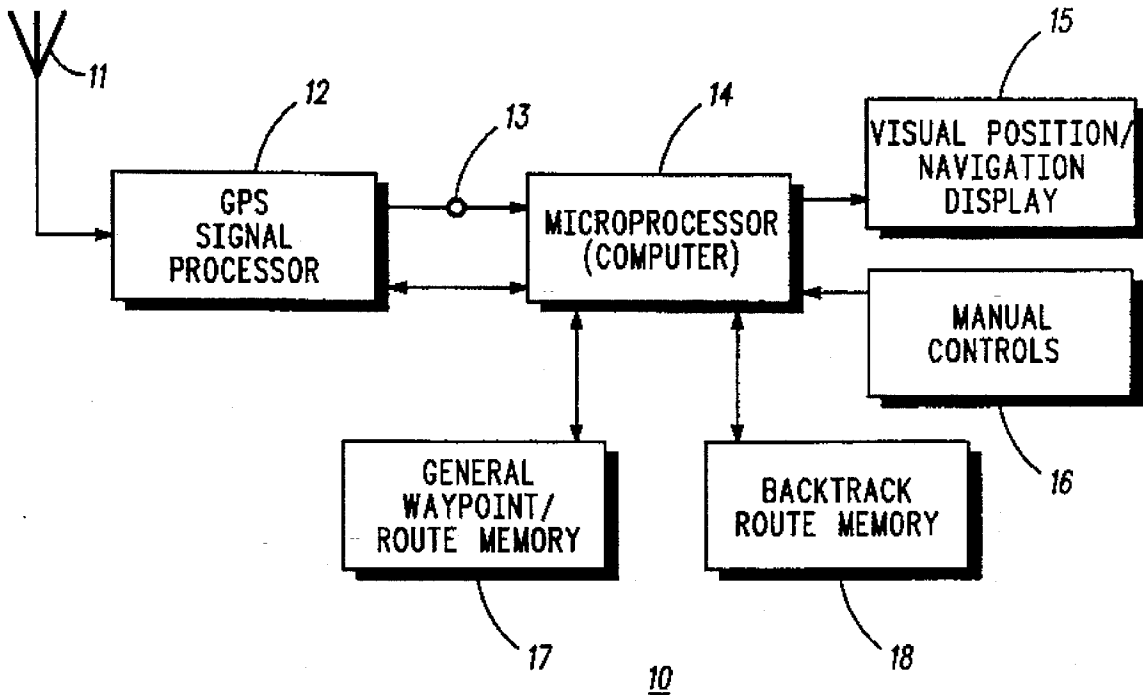 11
12
GPS
SIGNAL
PROCESSOR
13
14
MICROPROCESSOR
(COMPUTER)
15
VISUAL POSITION/
NAVIGATION
DISPLAY
MANUAL
CONTROLS
16
GENERAL
WAYPOINT/
ROUTE MEMORY
17
BACKTRACK
ROUTE MEMORY
18
10